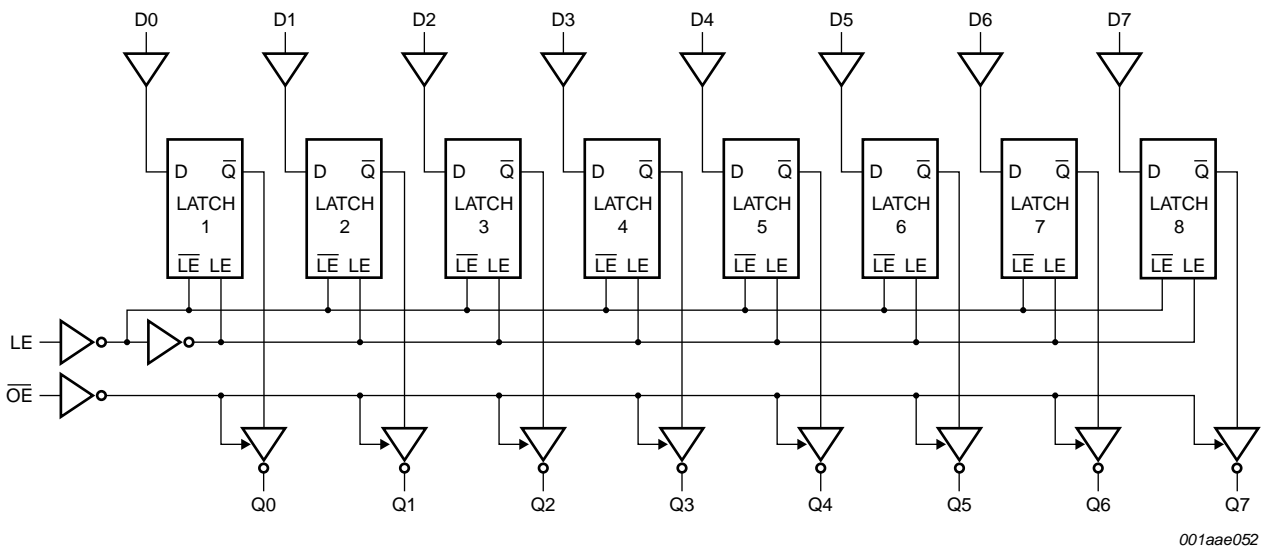 D0 D1 D2 D3 D4 D5 D6 D7
D Q̅ D Q̅ D Q̅ D Q̅ D Q̅ D Q̅ D Q̅ D Q̅
LATCH LATCH LATCH LATCH LATCH LATCH LATCH LATCH
1 2 3 4 5 6 7 8
L̅E̅ LE L̅E̅ LE L̅E̅ LE L̅E̅ LE L̅E̅ LE L̅E̅ LE L̅E̅ LE L̅E̅ LE
LE
O̅E̅
Q0 Q1 Q2 Q3 Q4 Q5 Q6 Q7
001aae052